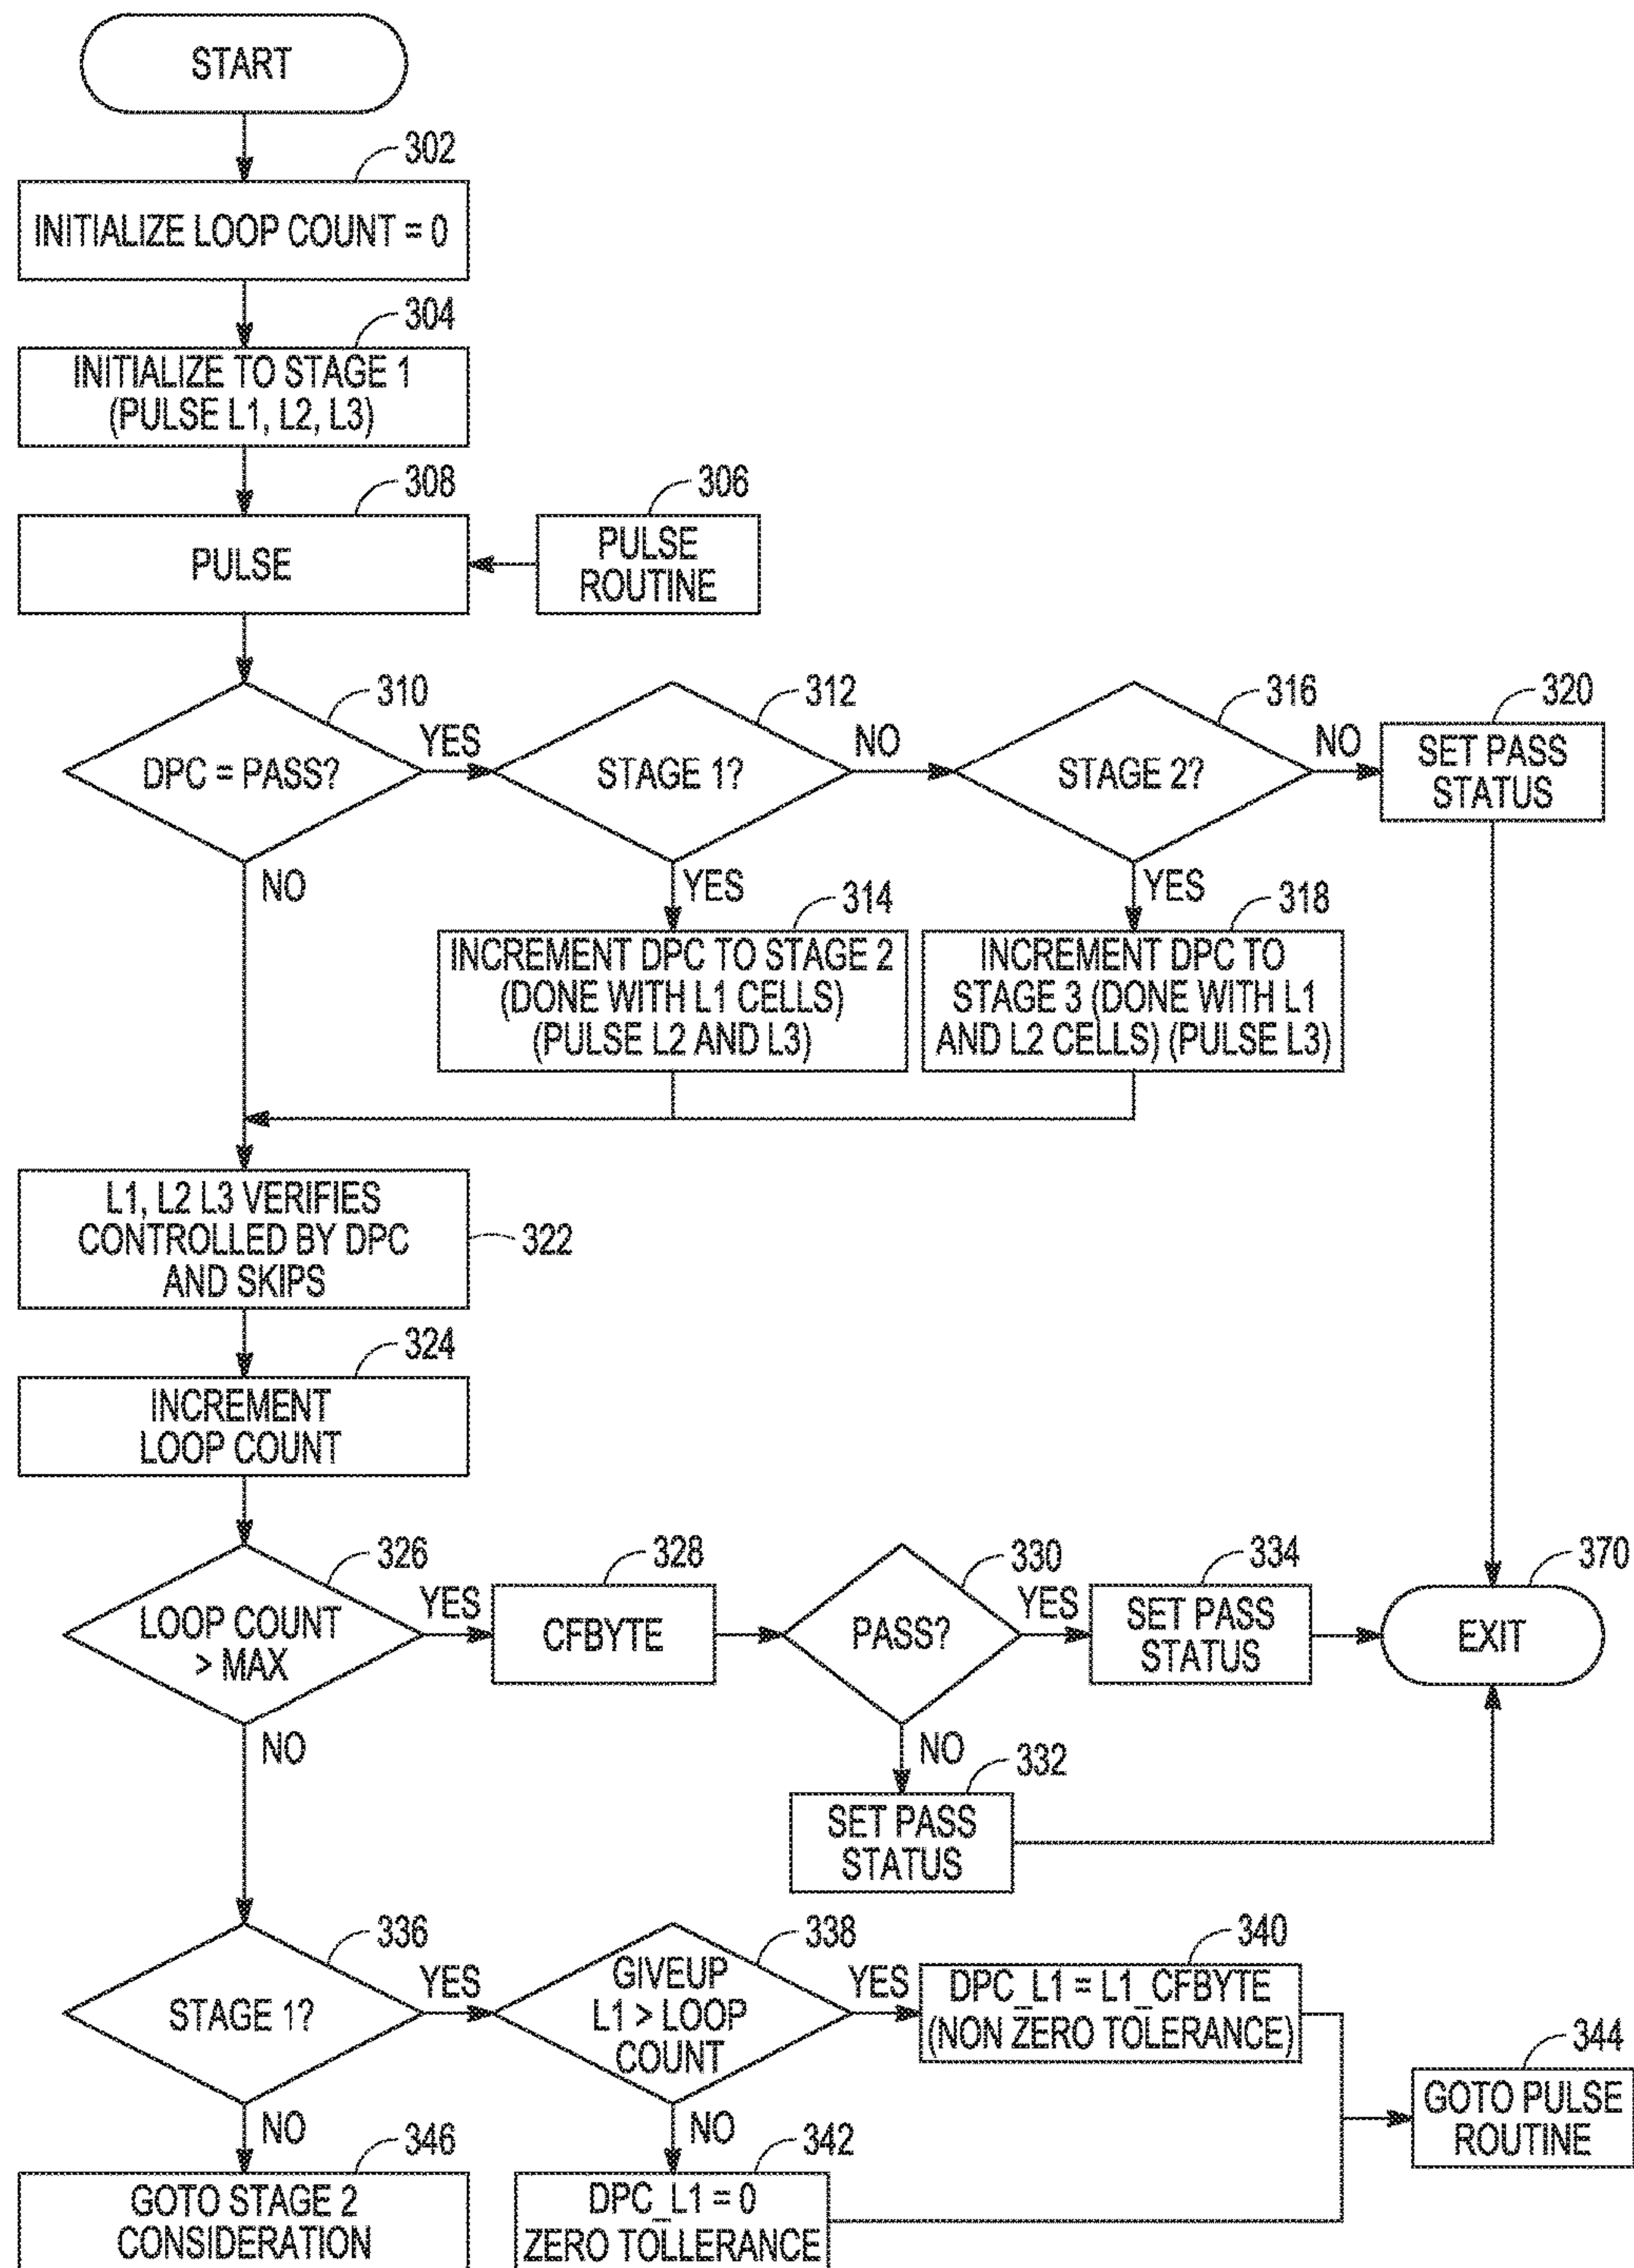 START
302
INITIALIZE LOOP COUNT = 0
304
INITIALIZE TO STAGE 1
(PULSE L1, L2, L3)
308
PULSE
306
PULSE
ROUTINE
310
DPC = PASS?
YES
NO
312
STAGE 1?
NO
YES
316
STAGE 2?
NO
YES
320
SET PASS
STATUS
314
INCREMENT DPC TO STAGE 2
(DONE WITH L1 CELLS)
(PULSE L2 AND L3)
318
INCREMENT DPC TO
STAGE 3 (DONE WITH L1
AND L2 CELLS) (PULSE L3)
L1, L2 L3 VERIFIES
CONTROLLED BY DPC
AND SKIPS
322
324
INCREMENT
LOOP COUNT
326
LOOP COUNT
> MAX
YES
NO
328
CFBYTE
330
PASS?
YES
NO
334
SET PASS
STATUS
370
EXIT
332
SET PASS
STATUS
336
STAGE 1?
YES
NO
338
GIVEUP
L1 > LOOP
COUNT
YES
NO
340
DPC_L1 = L1_CFBYTE
(NON ZERO TOLERANCE)
344
GOTO PULSE
ROUTINE
346
GOTO STAGE 2
CONSIDERATION
342
DPC_L1 = 0
ZERO TOLLERANCE